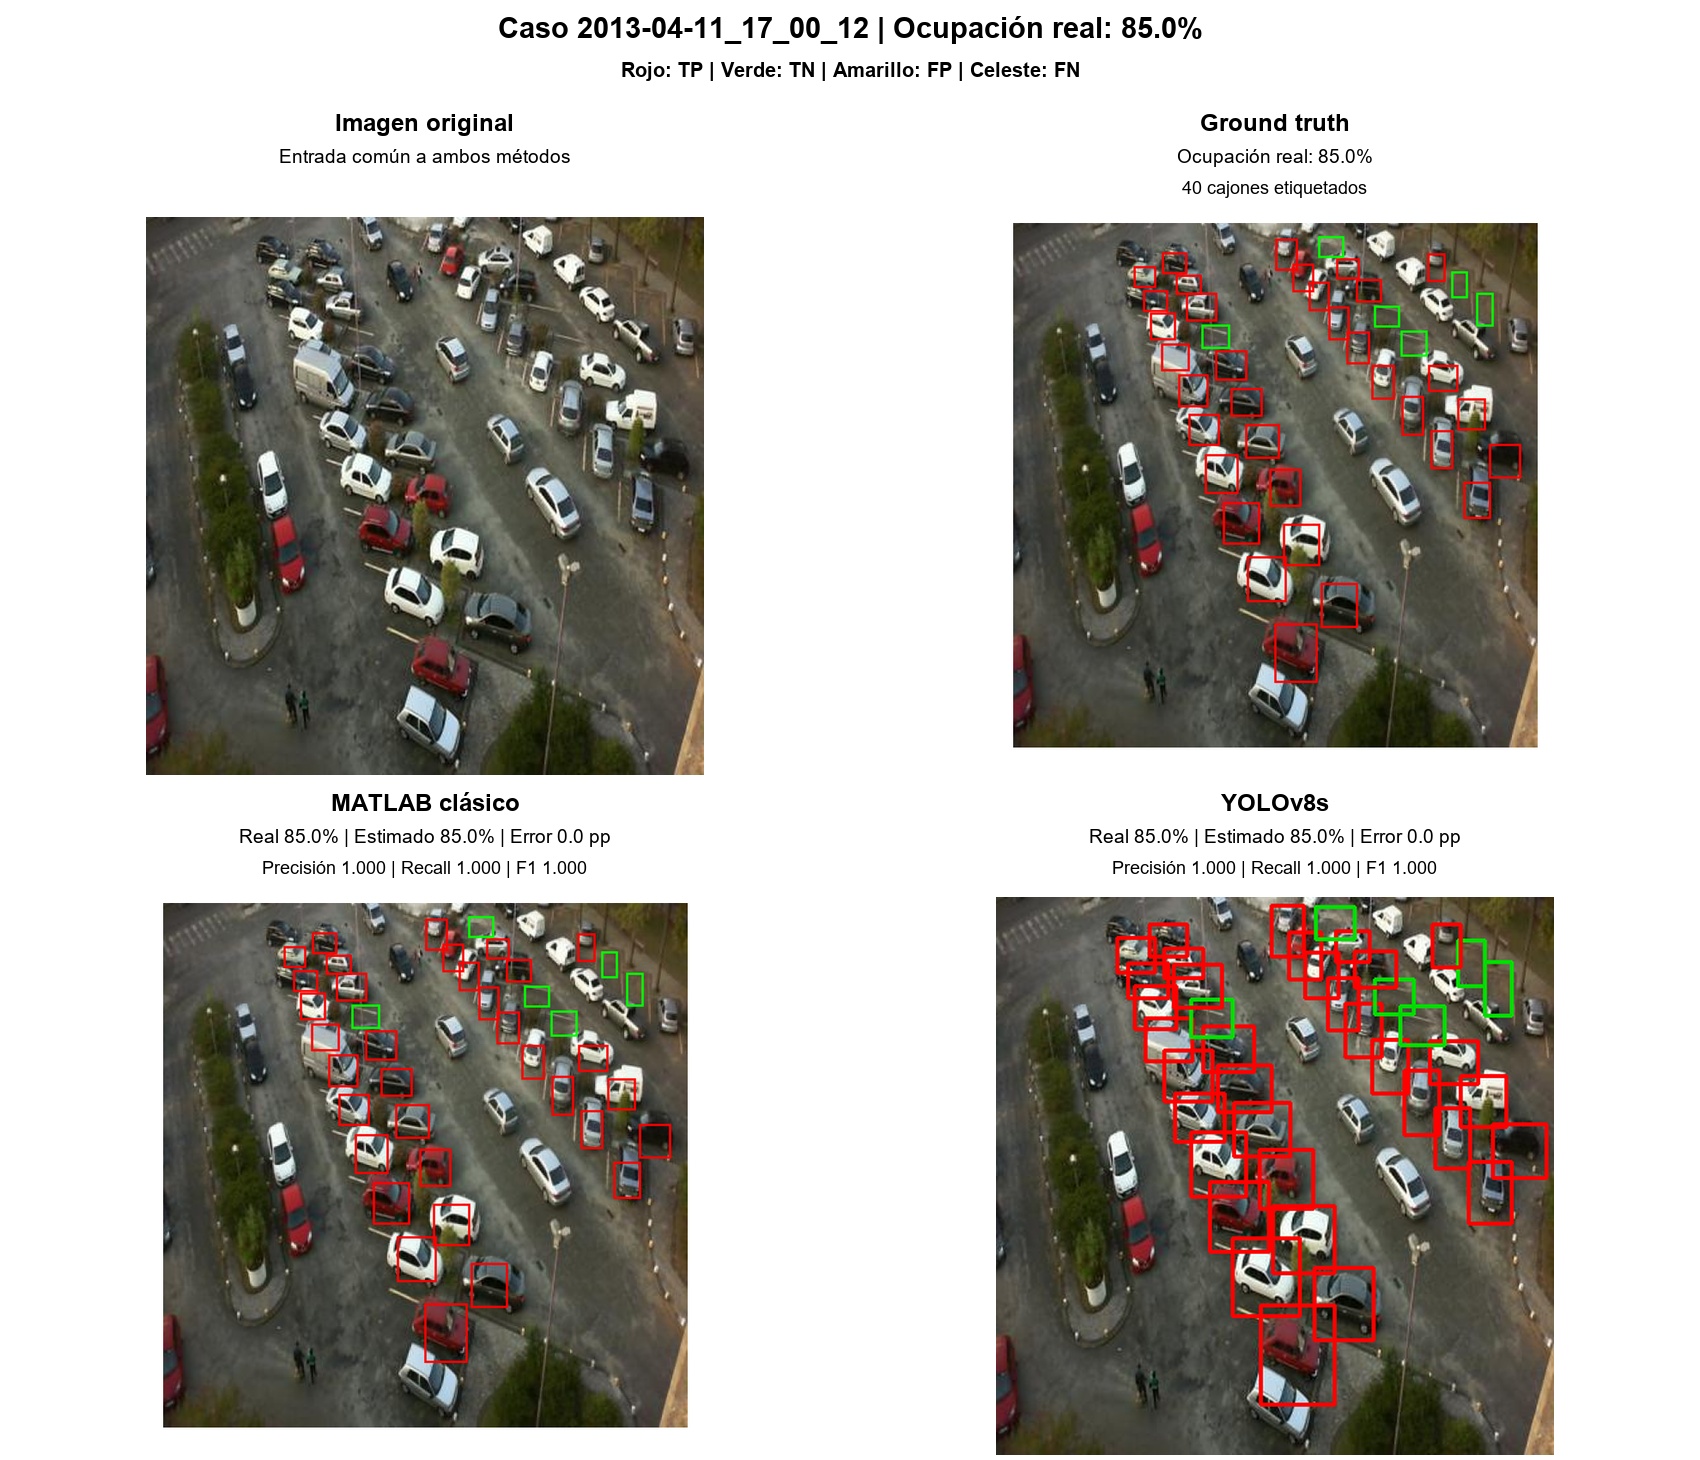 Caso 2013-04-11_17_00_12 | Ocupación real: 85.0%
Rojo: TP | Verde: TN | Amarillo: FP | Celeste: FN
Imagen original
Entrada común a ambos métodos
Ground truth
Ocupación real: 85.0%
40 cajones etiquetados
MATLAB clásico
Real 85.0% | Estimado 85.0% | Error 0.0 pp
Precisión 1.000 | Recall 1.000 | F1 1.000
YOLOv8s
Real 85.0% | Estimado 85.0% | Error 0.0 pp
Precisión 1.000 | Recall 1.000 | F1 1.000